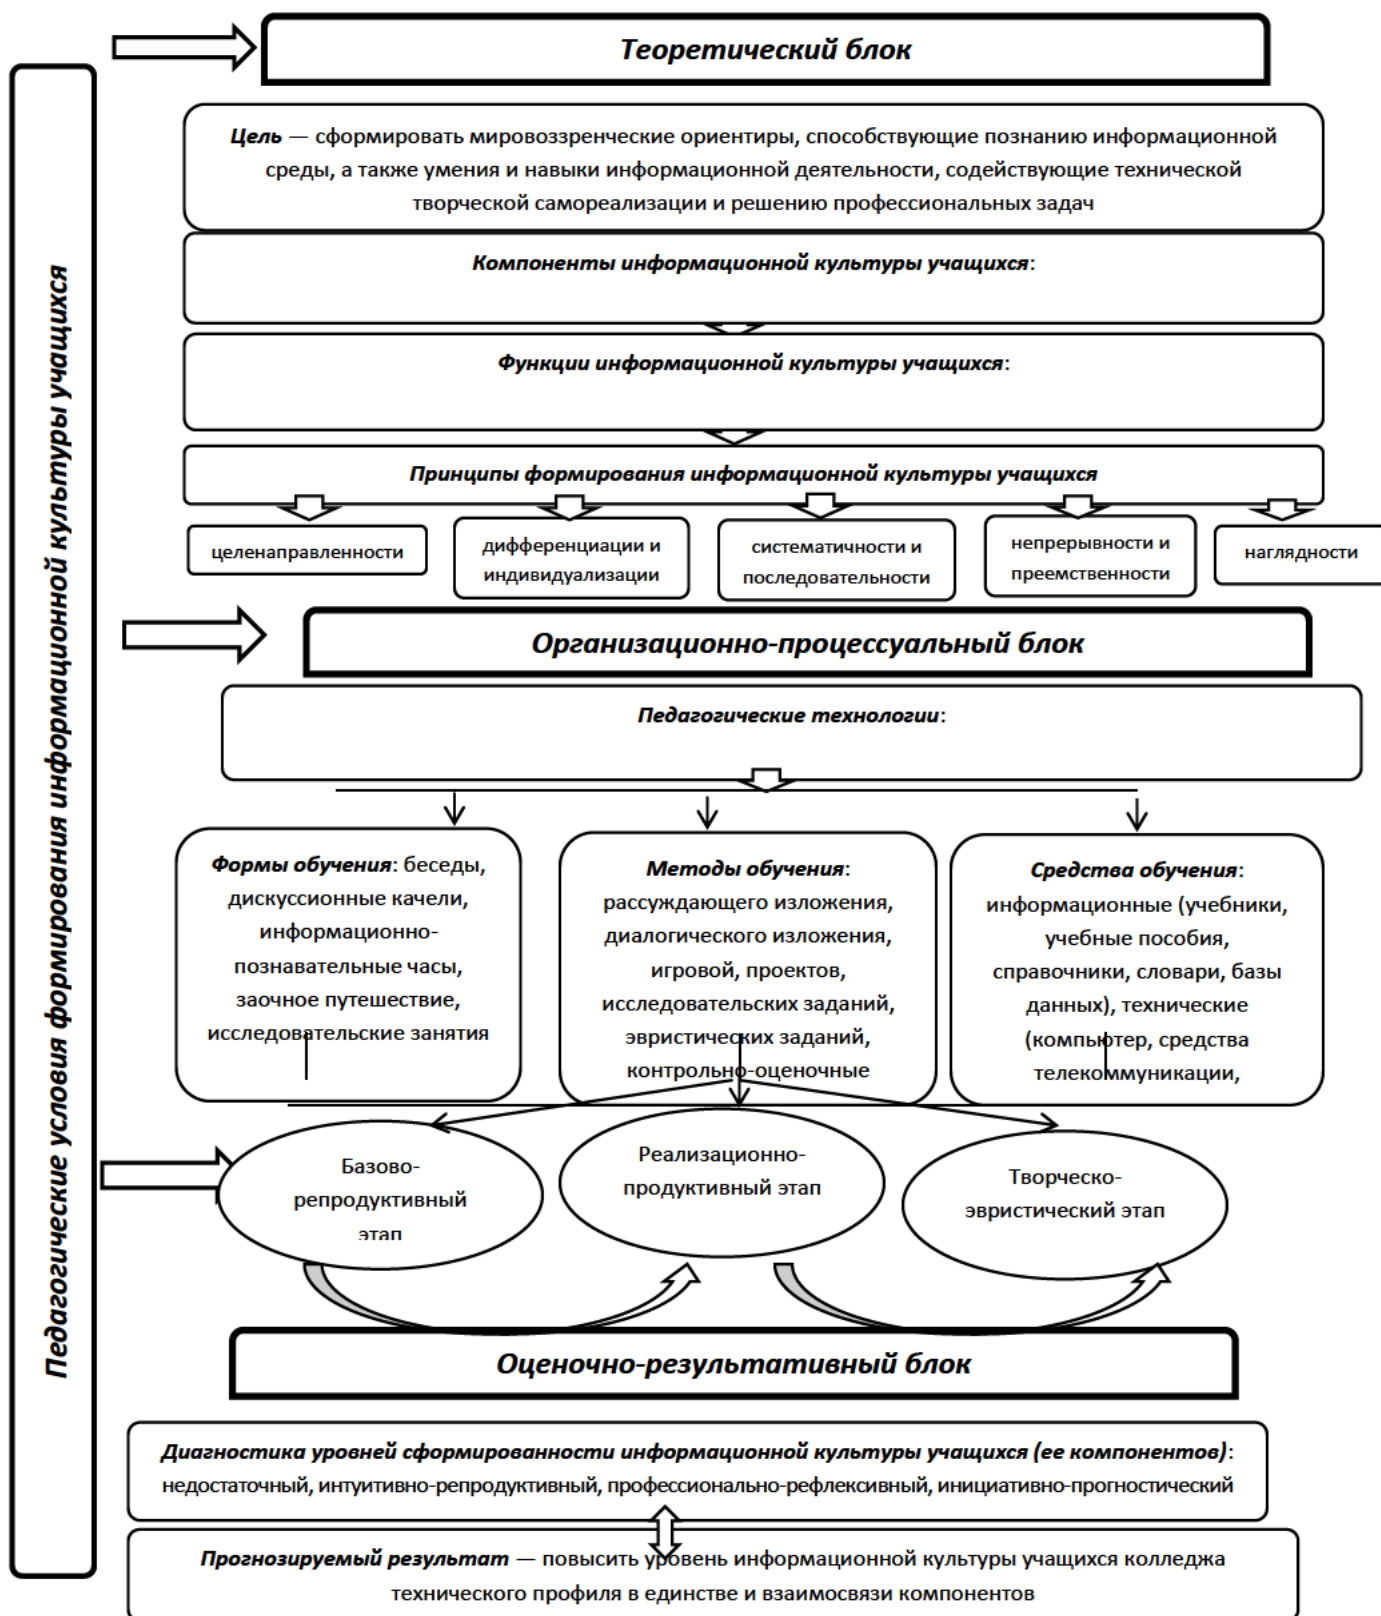 Педагогические условия формирования информационной культуры учащихся
Теоретический блок
Цель — сформировать мировоззренческие ориентиры, способствующие познанию информационной
среды, а также умения и навыки информационной деятельности, содействующие технической
творческой самореализации и решению профессиональных задач
Компоненты информационной культуры учащихся:
Функции информационной культуры учащихся:
Принципы формирования информационной культуры учащихся
целенаправленности
дифференциации и
индивидуализации
систематичности и
последовательности
непрерывности и
преемственности
наглядности
Организационно-процессуальный блок
Педагогические технологии:
Формы обучения: беседы,
дискуссионные качели,
информационно-
познавательные часы,
заочное путешествие,
исследовательские занятия
Методы обучения:
рассуждающего изложения,
диалогического изложения,
игровой, проектов,
исследовательских заданий,
эвристических заданий,
контрольно-оценочные
Средства обучения:
информационные (учебники,
учебные пособия,
справочники, словари, базы
данных), технические
(компьютер, средства
телекоммуникации,
Базово-
репродуктивный
этап
Реализационно-
продуктивный этап
Творческо-
эвристический этап
Оценочно-результативный блок
Диагностика уровней сформированности информационной культуры учащихся (ее компонентов):
недостаточный, интуитивно-репродуктивный, профессионально-рефлексивный, инициативно-прогностический
Прогнозируемый результат — повысить уровень информационной культуры учащихся колледжа
технического профиля в единстве и взаимосвязи компонентов